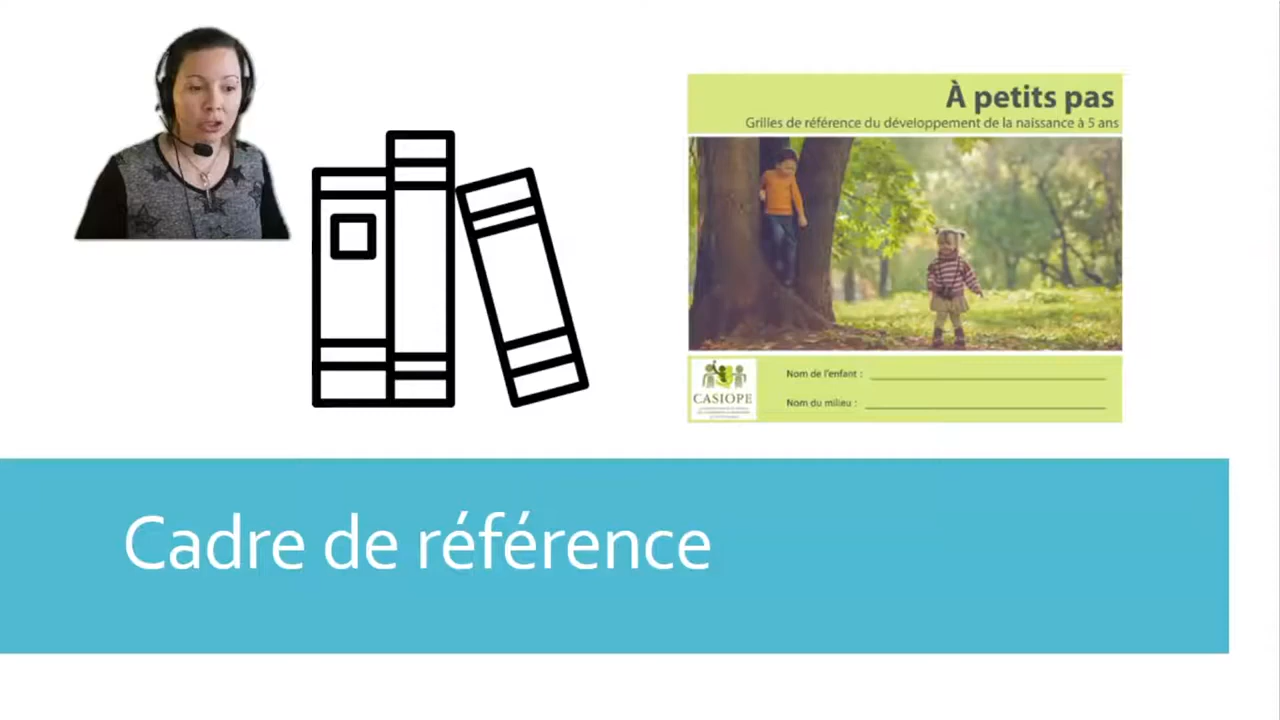 À petits pas
Grilles de référence du développement de la naissance à 5 ans
CASIOPE
Nom de l'enfant :
Nom du milieu :
Cadre de référence